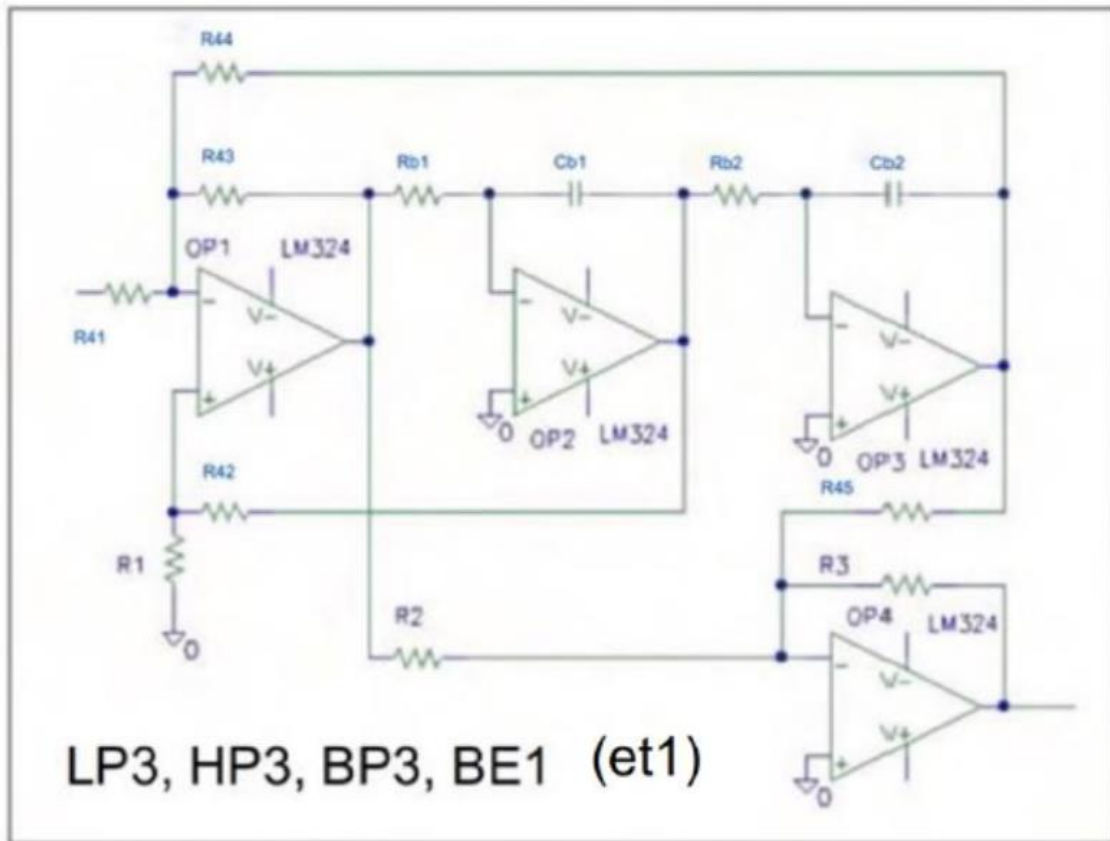 R44
R43
Rb1
Cb1
Rb2
Cb2
OP1
LM324
R41
-
V-
V+
+
-
V-
V+
+
0
OP2
LM324
-
V-
V+
+
0
OP3
LM324
R42
R45
R1
0
R2
R3
OP4
LM324
-
V-
V+
+
0
LP3, HP3, BP3, BE1 (et1)